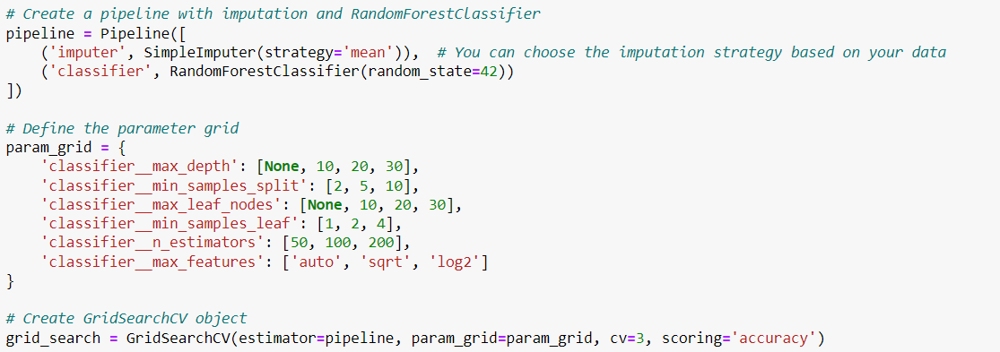 # Create a pipeline with imputation and RandomForestClassifier
pipeline = Pipeline([
    ('imputer', SimpleImputer(strategy='mean')),  # You can choose the imputation strategy based on your data
    ('classifier', RandomForestClassifier(random_state=42))
])

# Define the parameter grid
param_grid = {
    'classifier__max_depth': [None, 10, 20, 30],
    'classifier__min_samples_split': [2, 5, 10],
    'classifier__max_leaf_nodes': [None, 10, 20, 30],
    'classifier__min_samples_leaf': [1, 2, 4],
    'classifier__n_estimators': [50, 100, 200],
    'classifier__max_features': ['auto', 'sqrt', 'log2']
}

# Create GridSearchCV object
grid_search = GridSearchCV(estimator=pipeline, param_grid=param_grid, cv=3, scoring='accuracy')